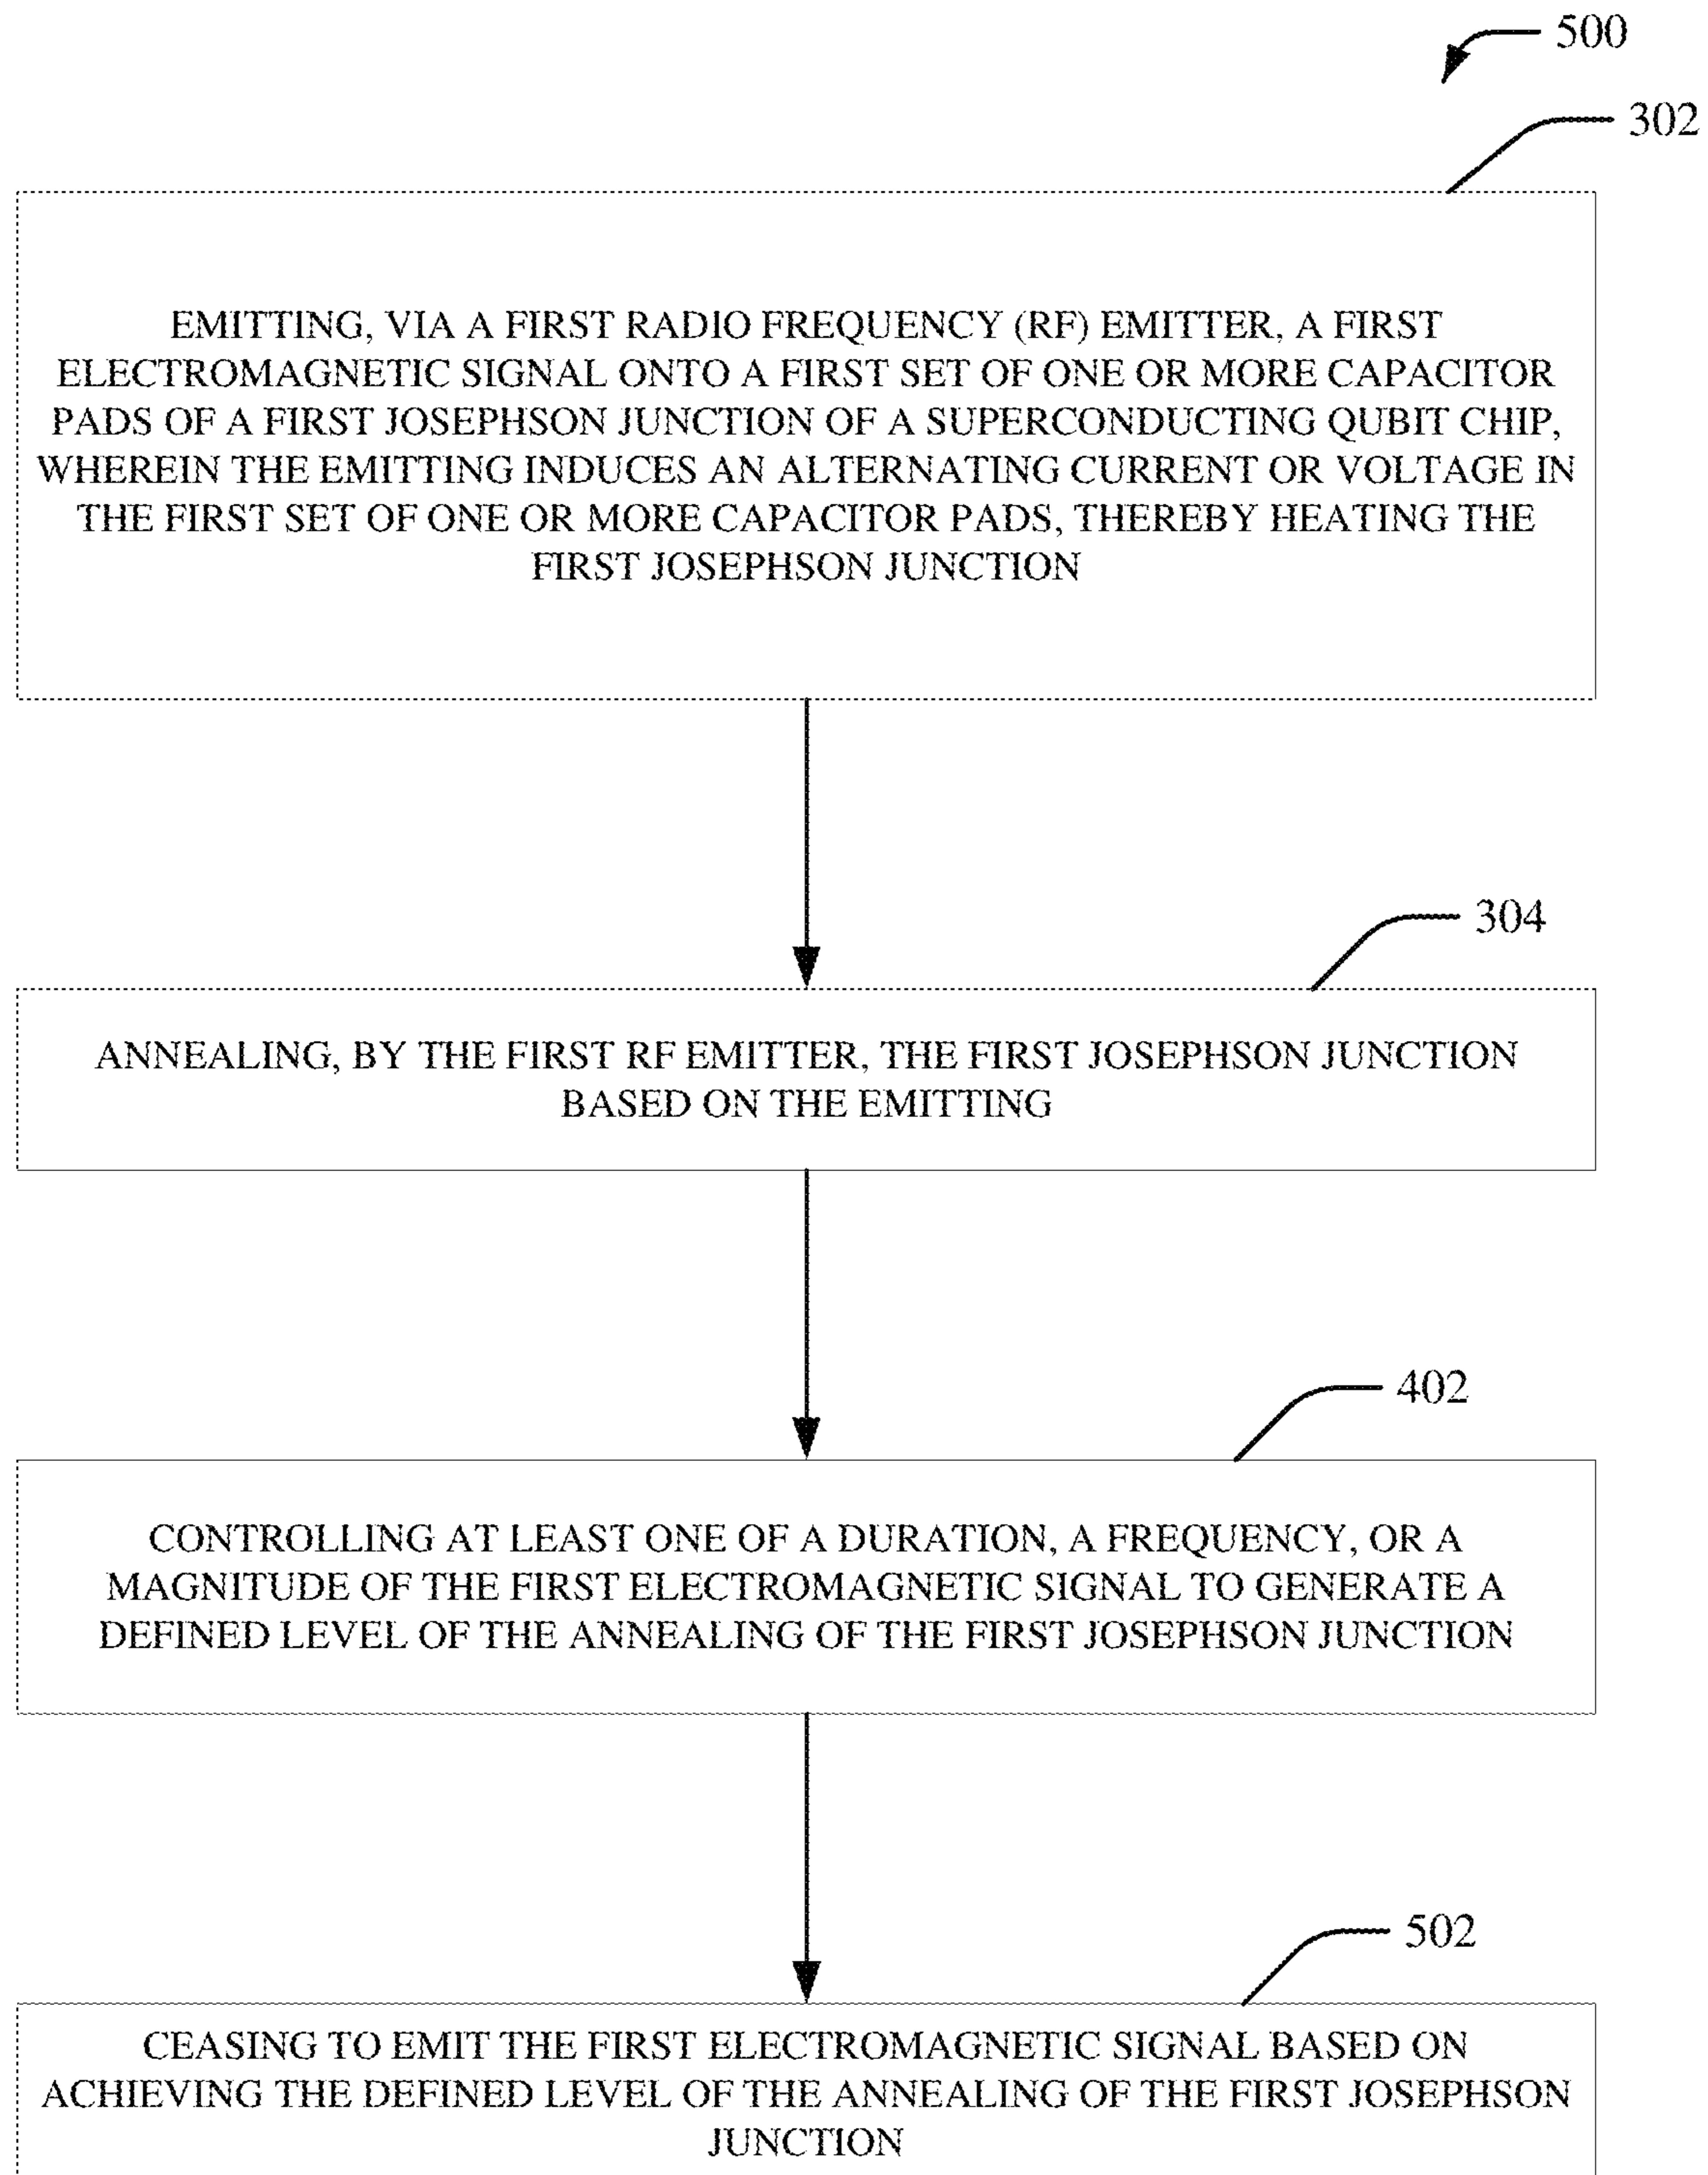 500
302
EMITTING, VIA A FIRST RADIO FREQUENCY (RF) EMITTER, A FIRST
ELECTROMAGNETIC SIGNAL ONTO A FIRST SET OF ONE OR MORE CAPACITOR
PADS OF A FIRST JOSEPHSON JUNCTION OF A SUPERCONDUCTING QUBIT CHIP,
WHEREIN THE EMITTING INDUCES AN ALTERNATING CURRENT OR VOLTAGE IN
THE FIRST SET OF ONE OR MORE CAPACITOR PADS, THEREBY HEATING THE
FIRST JOSEPHSON JUNCTION
304
ANNEALING, BY THE FIRST RF EMITTER, THE FIRST JOSEPHSON JUNCTION
BASED ON THE EMITTING
402
CONTROLLING AT LEAST ONE OF A DURATION, A FREQUENCY, OR A
MAGNITUDE OF THE FIRST ELECTROMAGNETIC SIGNAL TO GENERATE A
DEFINED LEVEL OF THE ANNEALING OF THE FIRST JOSEPHSON JUNCTION
502
CEASING TO EMIT THE FIRST ELECTROMAGNETIC SIGNAL BASED ON
ACHIEVING THE DEFINED LEVEL OF THE ANNEALING OF THE FIRST JOSEPHSON
JUNCTION